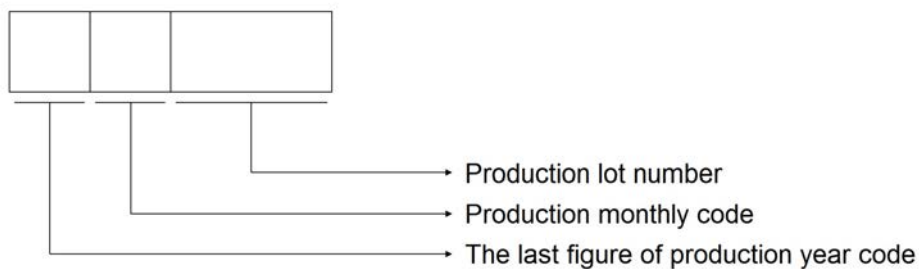 Production lot number
Production monthly code
The last figure of production year code